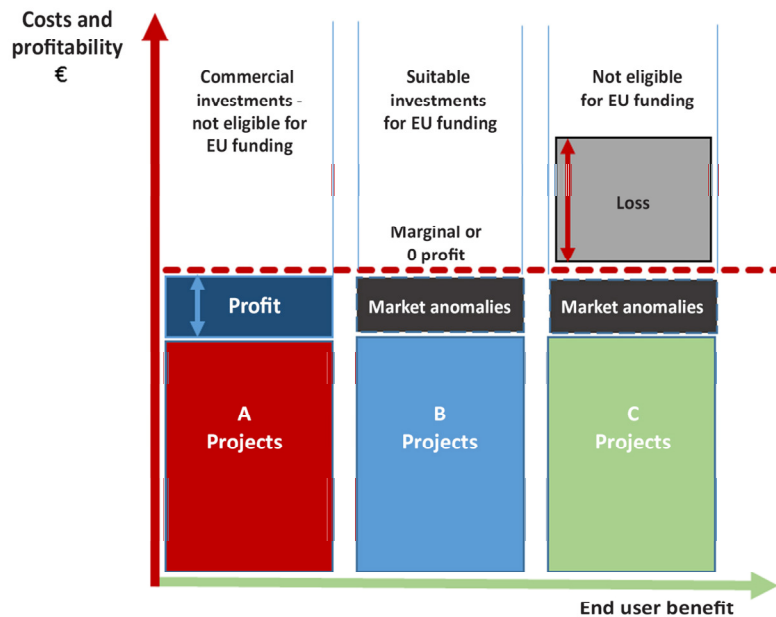 Costs and
profitability
€
Commercial
investments -
not eligible for
EU funding
Suitable
investments
for EU funding
Not eligible
for EU funding
Loss
Marginal or
0 profit
Profit
Market anomalies
Market anomalies
A
Projects
B
Projects
C
Projects
End user benefit